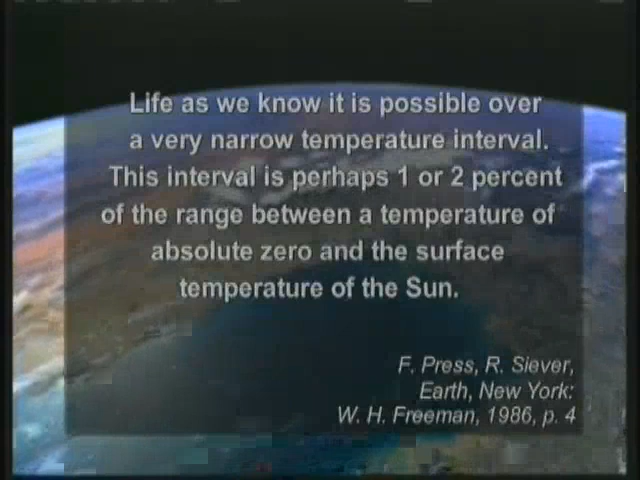 Life as we know it is possible over
a very narrow temperature interval.
This interval is perhaps 1 or 2 percent
of the range between a temperature of
absolute zero and the surface
temperature of the Sun.
F. Press, R. Siever,
Earth, New York:
W. H. Freeman, 1986, p. 4